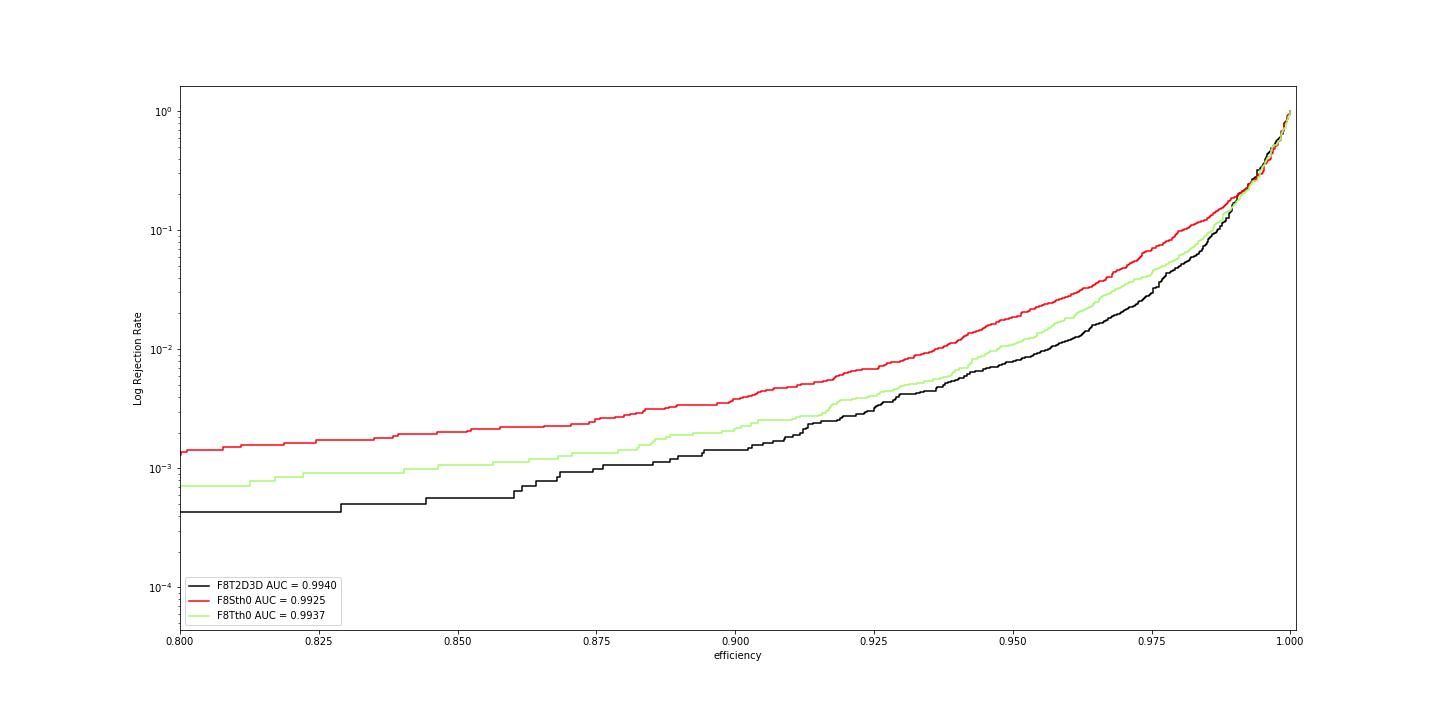 10⁰
10⁻¹
10⁻²
10⁻³
10⁻⁴
Log Rejection Rate
F8T2D3D AUC = 0.9940
F8Sth0 AUC = 0.9925
F8Tth0 AUC = 0.9937
0.800 0.825 0.850 0.875 0.900 0.925 0.950 0.975 1.000
efficiency